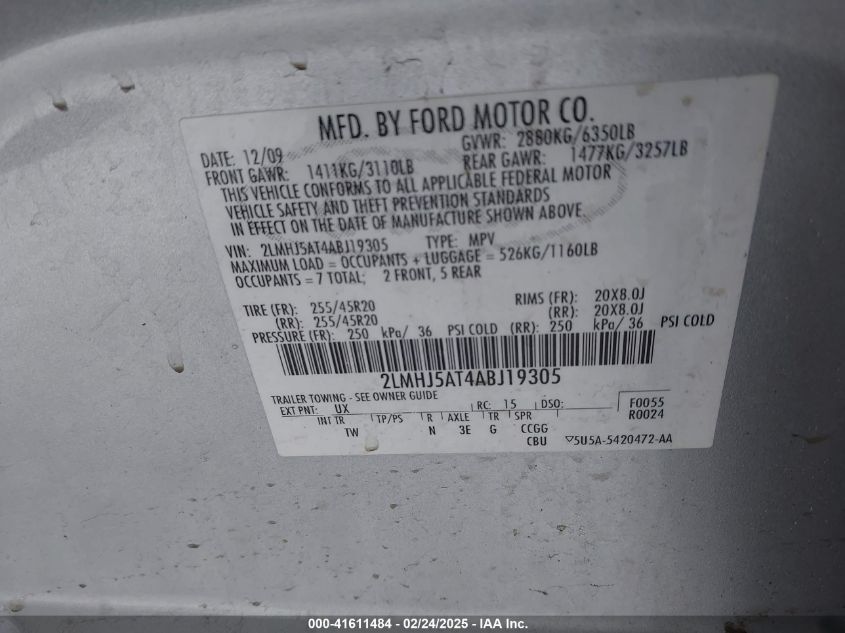 MFD. BY FORD MOTOR CO.
DATE: 12/09 GVWR: 2880KG/6350LB
FRONT GAWR: 1411KG/3110LB REAR GAWR: 1477KG/3257LB
THIS VEHICLE CONFORMS TO ALL APPLICABLE FEDERAL MOTOR
VEHICLE SAFETY AND THEFT PREVENTION STANDARDS
IN EFFECT ON THE DATE OF MANUFACTURE SHOWN ABOVE.
VIN: 2LMHJ5AT4ABJ19305 TYPE: MPV
MAXIMUM LOAD = OCCUPANTS + LUGGAGE = 526KG/1160LB
OCCUPANTS = 7 TOTAL; 2 FRONT, 5 REAR
TIRE (FR): 255/45R20 RIMS (FR): 20X8.0J
(RR): 255/45R20 (RR): 20X8.0J
PRESSURE (FR): 250 kPa/ 36 PSI COLD (RR): 250 kPa/ 36 PSI COLD
2LMHJ5AT4ABJ19305
TRAILER TOWING - SEE OWNER GUIDE
EXT PNT: UX RC: 15 DSO: F0055
INT TR TP/PS R AXLE TR SPR R0024
TW N 3E G CCGG
CBU ▽5U5A-5420472-AA
000-41611484 - 02/24/2025 - IAA Inc.